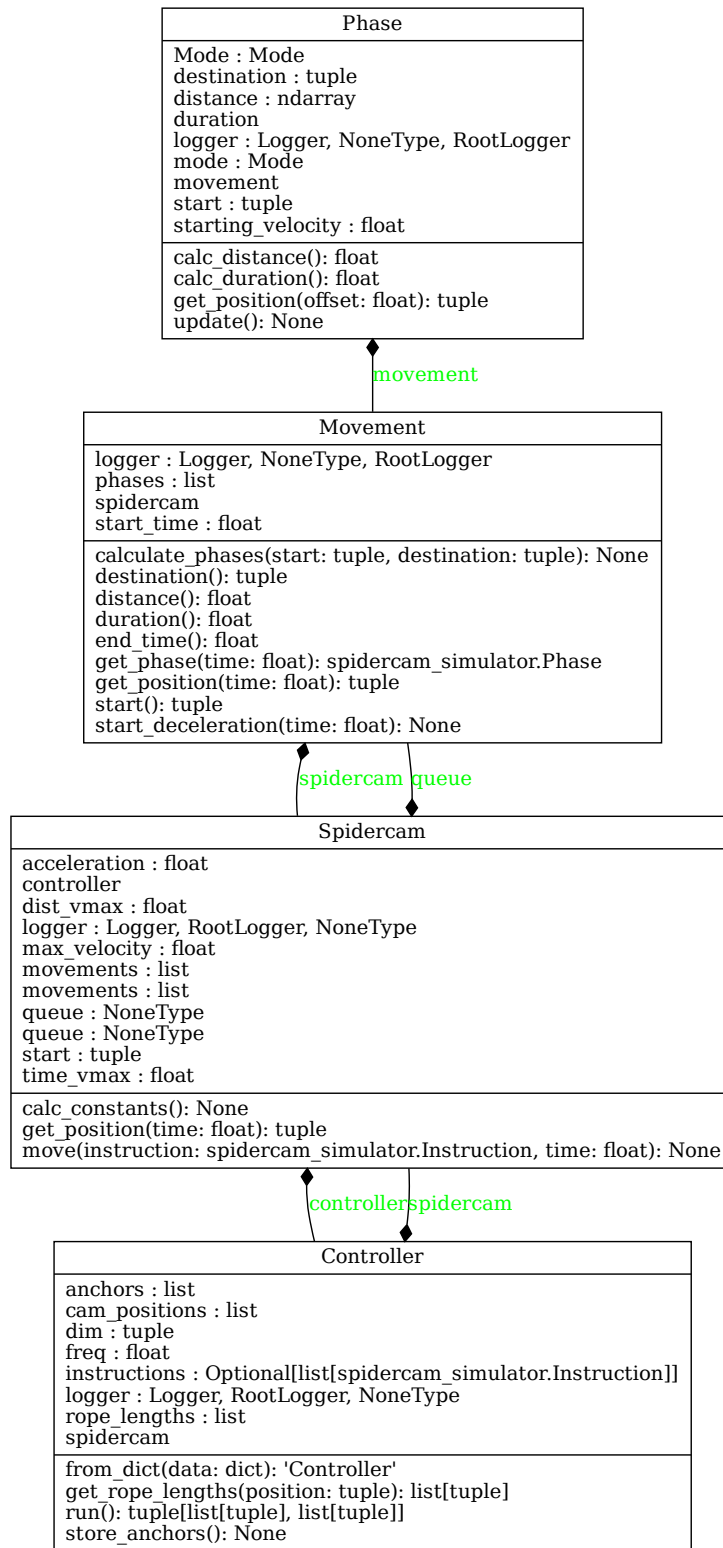 Phase
Mode : Mode
destination : tuple
distance : ndarray
duration
logger : Logger, NoneType, RootLogger
mode : Mode
movement
start : tuple
starting_velocity : float
calc_distance(): float
calc_duration(): float
get_position(offset: float): tuple
update(): None
movement
Movement
logger : Logger, NoneType, RootLogger
phases : list
spidercam
start_time : float
calculate_phases(start: tuple, destination: tuple): None
destination(): tuple
distance(): float
duration(): float
end_time(): float
get_phase(time: float): spidercam_simulator.Phase
get_position(time: float): tuple
start(): tuple
start_deceleration(time: float): None
spidercam queue
Spidercam
acceleration : float
controller
dist_vmax : float
logger : Logger, RootLogger, NoneType
max_velocity : float
movements : list
movements : list
queue : NoneType
queue : NoneType
start : tuple
time_vmax : float
calc_constants(): None
get_position(time: float): tuple
move(instruction: spidercam_simulator.Instruction, time: float): None
controller spidercam
Controller
anchors : list
cam_positions : list
dim : tuple
freq : float
instructions : Optional[list[spidercam_simulator.Instruction]]
logger : Logger, RootLogger, NoneType
rope_lengths : list
spidercam
from_dict(data: dict): 'Controller'
get_rope_lengths(position: tuple): list[tuple]
run(): tuple[list[tuple], list[tuple]]
store_anchors(): None